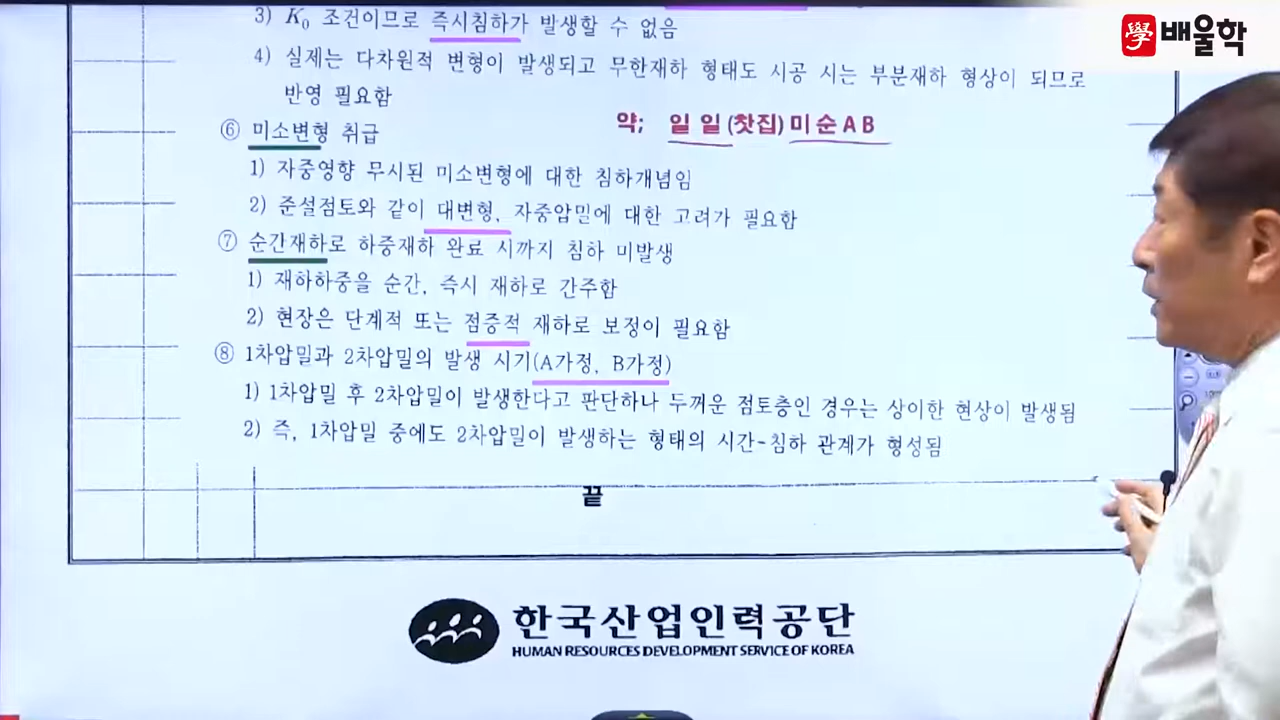 學 배울학
3) K₀ 조건이므로 즉시침하가 발생할 수 없음
4) 실제는 다차원적 변형이 발생되고 무한재하 형태도 시공 시는 부분재하 형상이 되므로
반영 필요함
약; 일 일 (찻집) 미 순 A B
⑥ 미소변형 취급
1) 자중영향 무시된 미소변형에 대한 침하개념임
2) 준설점토와 같이 대변형, 자중압밀에 대한 고려가 필요함
⑦ 순간재하로 하중재하 완료 시까지 침하 미발생
1) 재하하중을 순간, 즉시 재하로 간주함
2) 현장은 단계적 또는 점증적 재하로 보정이 필요함
⑧ 1차압밀과 2차압밀의 발생 시기(A가정, B가정)
1) 1차압밀 후 2차압밀이 발생한다고 판단하나 두꺼운 점토층인 경우는 상이한 현상이 발생됨
2) 즉, 1차압밀 중에도 2차압밀이 발생하는 형태의 시간-침하 관계가 형성됨
끝
한국산업인력공단
HUMAN RESOURCES DEVELOPMENT SERVICE OF KOREA